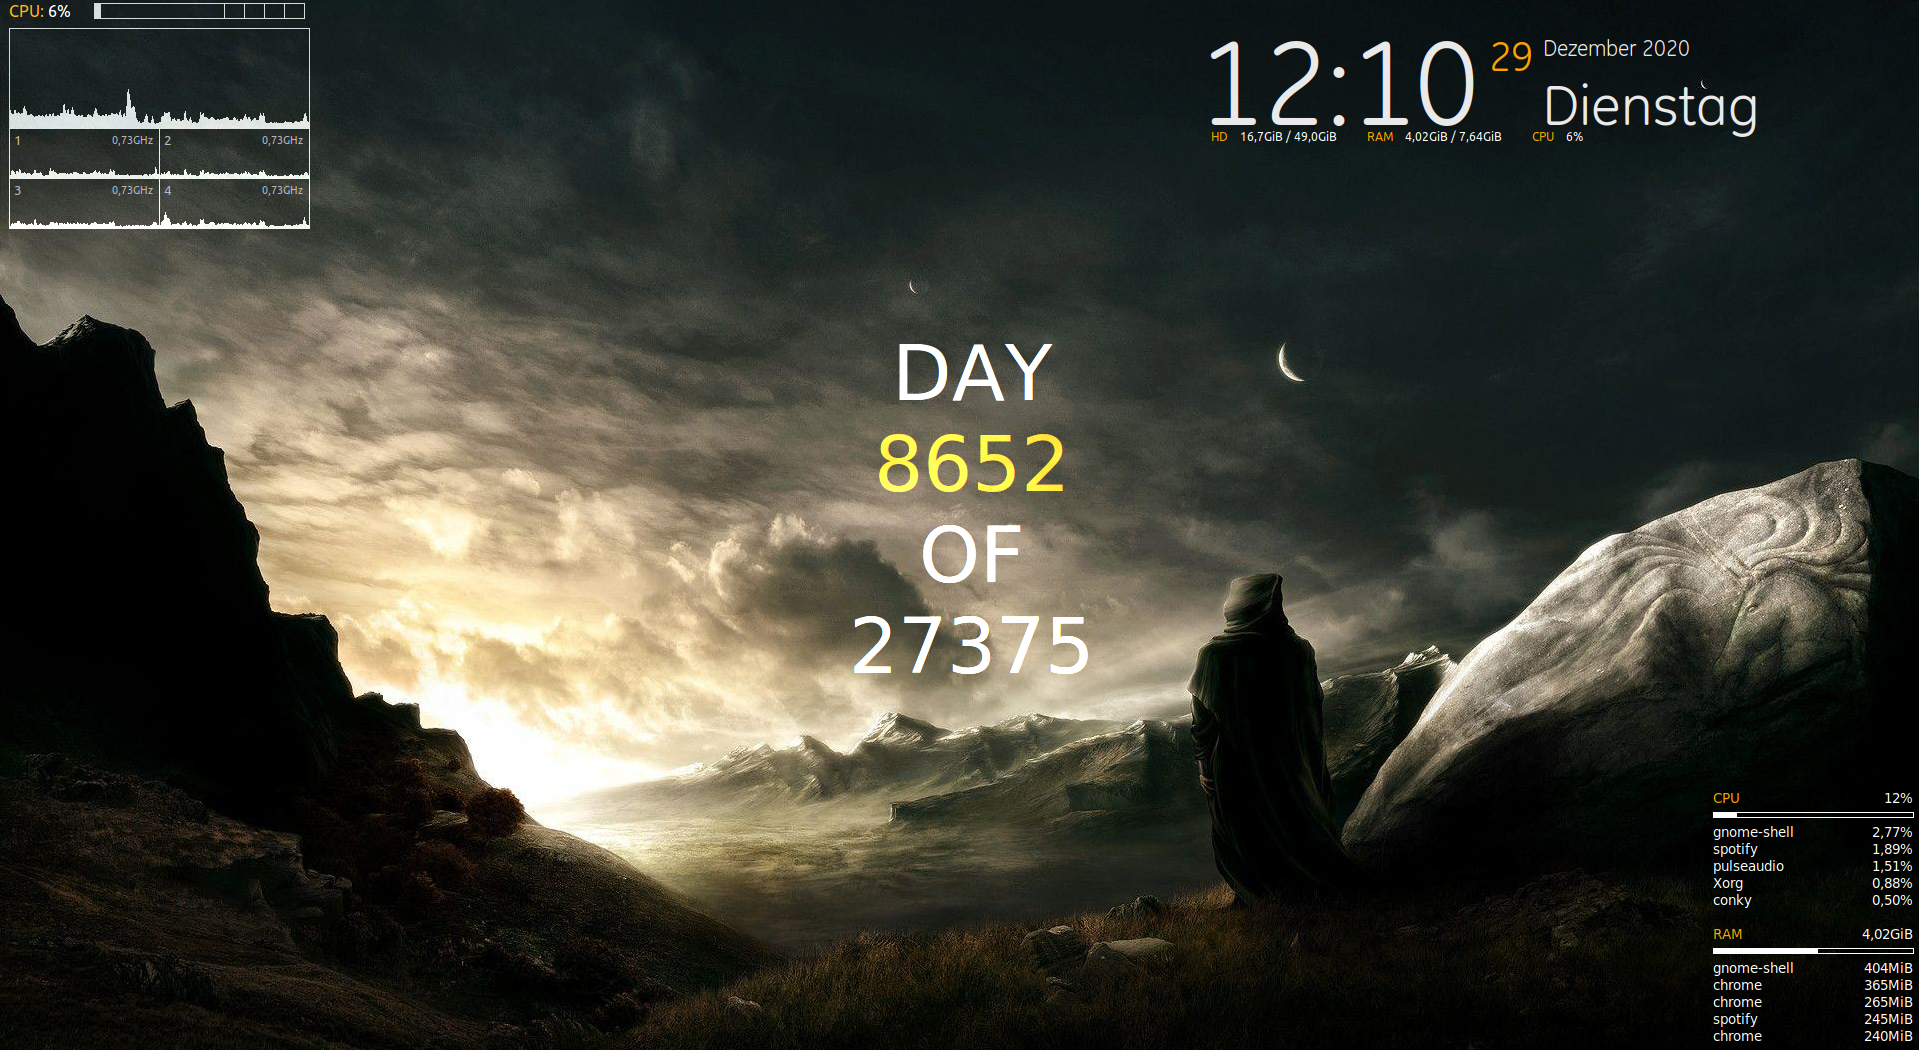 CPU: 6%
1 0,73GHz 2 0,73GHz
3 0,73GHz 4 0,73GHz
12:10 29 Dezember 2020
Dienstag
HD 16,7GiB / 49,0GiB RAM 4,02GiB / 7,64GiB CPU 6%
DAY
8652
OF
27375
CPU 12%
gnome-shell 2,77%
spotify 1,89%
pulseaudio 1,51%
Xorg 0,88%
conky 0,50%
RAM 4,02GiB
gnome-shell 404MiB
chrome 365MiB
chrome 265MiB
spotify 245MiB
chrome 240MiB